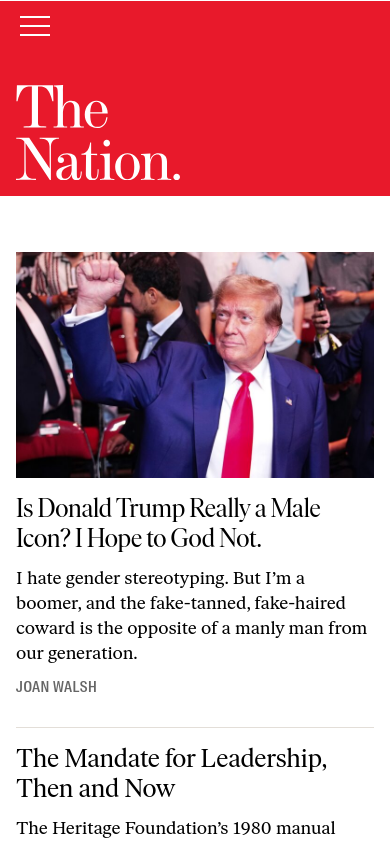 The
Nation.
Is Donald Trump Really a Male
Icon? I Hope to God Not.
I hate gender stereotyping. But I’m a
boomer, and the fake-tanned, fake-haired
coward is the opposite of a manly man from
our generation.
JOAN WALSH
The Mandate for Leadership,
Then and Now
The Heritage Foundation’s 1980 manual